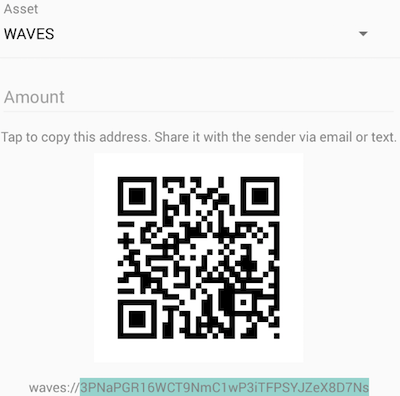 Asset
WAVES
Amount
Tap to copy this address. Share it with the sender via email or text.
waves://3PNaPGR16WCT9NmC1wP3iTFPSYJZeX8D7Ns